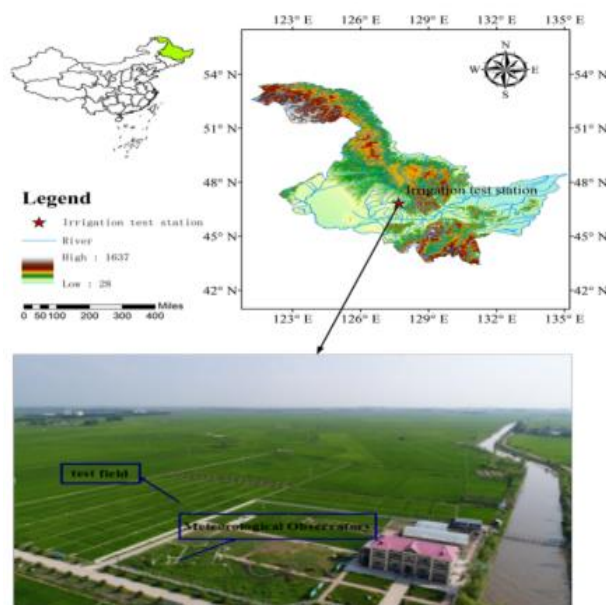 123° E 126° E 129° E 132° E 135° E
N
W E
S
54° N
51° N
48° N
45° N
42° N
54° N
51° N
48° N
45° N
42° N
Irrigation test station
Legend
Irrigation test station
River
High : 1637
Low : 28
Miles
0 50 100 200 300 400
123° E 126° E 129° E 132° E 135° E
test field
Meteorological Observatory